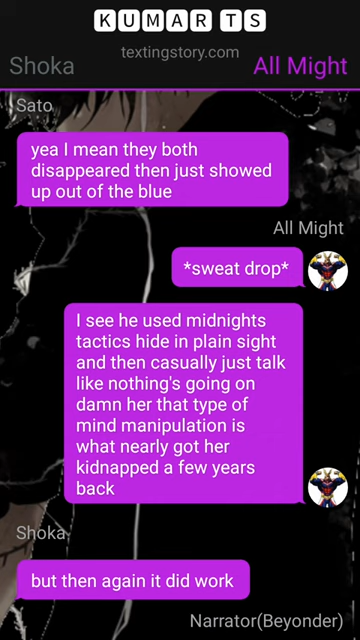 KUMAR TS
textingstory.com
Shoka
All Might
Sato
yea I mean they both
disappeared then just showed
up out of the blue
All Might
*sweat drop*
I see he used midnights
tactics hide in plain sight
and then casually just talk
like nothing's going on
damn her that type of
mind manipulation is
what nearly got her
kidnapped a few years
back
Shoka
but then again it did work
Narrator(Beyonder)